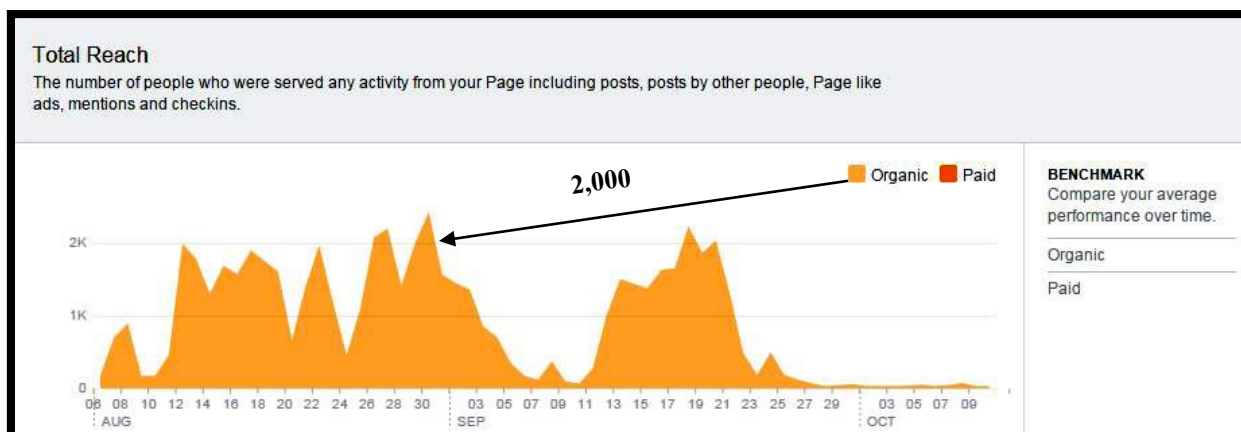 Total Reach
The number of people who were served any activity from your Page including posts, posts by other people, Page like
ads, mentions and checkins.
2,000
Organic Paid
BENCHMARK
Compare your average
performance over time.
Organic
Paid
2K
1K
0
06 08 10 12 14 16 18 20 22 24 26 28 30 03 05 07 09 11 13 15 17 19 21 23 25 27 29 03 05 07 09
AUG SEP OCT